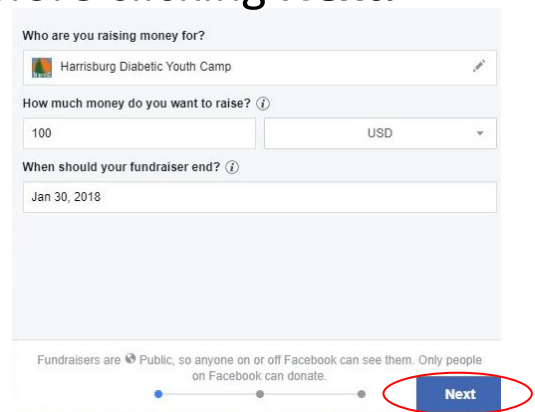 Who are you raising money for?
Harrisburg Diabetic Youth Camp
How much money do you want to raise?
100 USD
When should your fundraiser end?
Jan 30, 2018
Fundraisers are Public, so anyone on or off Facebook can see them. Only people
on Facebook can donate.
Next